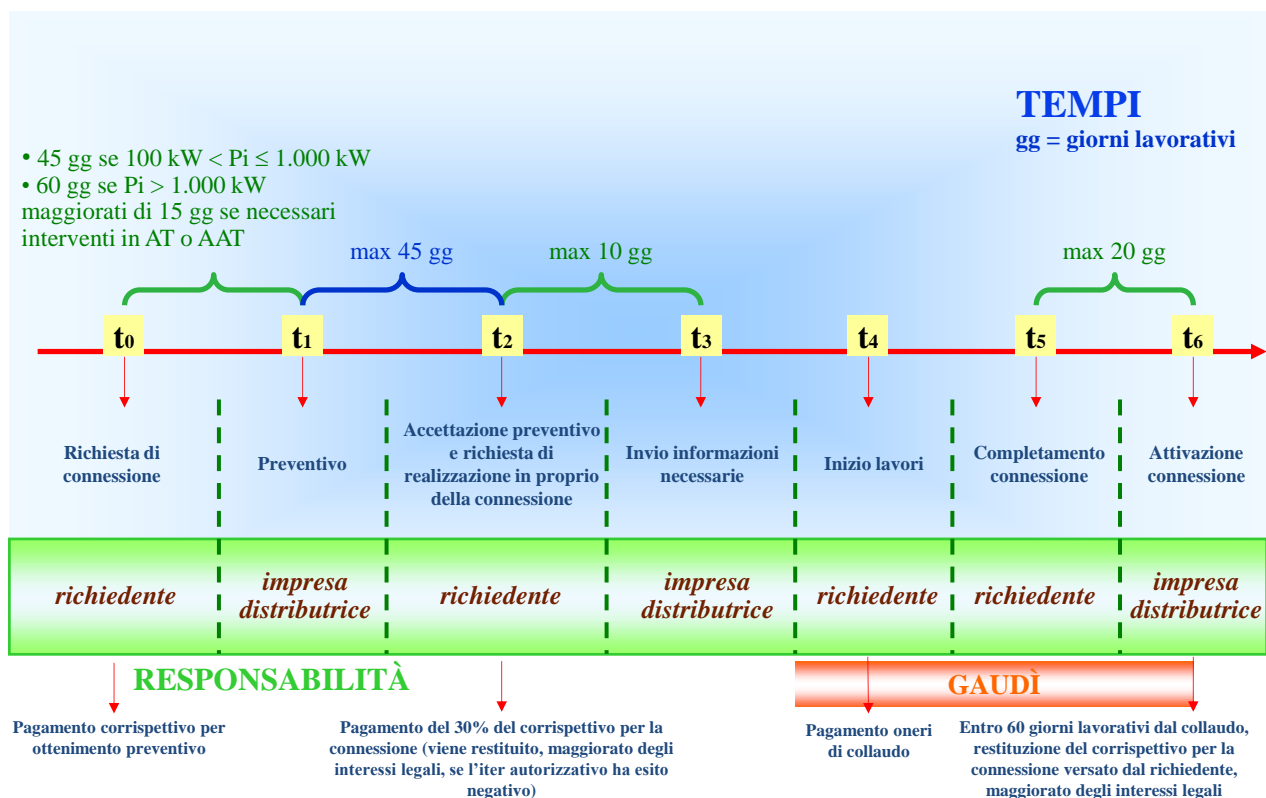 TEMPI
gg = giorni lavorativi
• 45 gg se 100 kW < Pi ≤ 1.000 kW
• 60 gg se Pi > 1.000 kW
maggiorati di 15 gg se necessari
interventi in AT o AAT
max 45 gg
max 10 gg
max 20 gg
t0
t1
t2
t3
t4
t5
t6
Richiesta di
connessione
Preventivo
Accettazione preventivo
e richiesta di
realizzazione in proprio
della connessione
Invio informazioni
necessarie
Inizio lavori
Completamento
connessione
Attivazione
connessione
richiedente
impresa
distributrice
richiedente
impresa
distributrice
richiedente
richiedente
impresa
distributrice
RESPONSABILITÀ
GAUDÌ
Pagamento corrispettivo per
ottenimento preventivo
Pagamento del 30% del corrispettivo per la
connessione (viene restituito, maggiorato degli
interessi legali, se l’iter autorizzativo ha esito
negativo)
Pagamento oneri
di collaudo
Entro 60 giorni lavorativi dal collaudo,
restituzione del corrispettivo per la
connessione versato dal richiedente,
maggiorato degli interessi legali